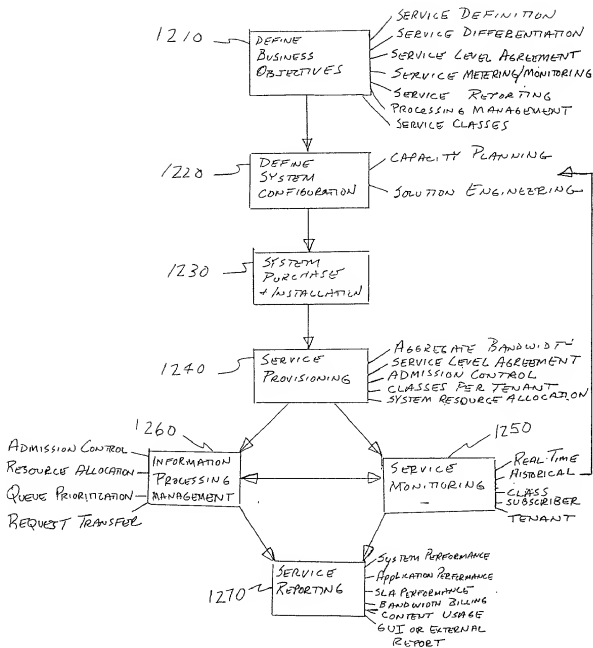 1210
DEFINE
BUSINESS
OBJECTIVES
SERVICE DEFINITION
SERVICE DIFFERENTIATION
SERVICE LEVEL AGREEMENT
SERVICE METERING/MONITORING
SERVICE REPORTING
PROCESSING MANAGEMENT
SERVICE CLASSES
1220
DEFINE
SYSTEM
CONFIGURATION
CAPACITY PLANNING
SOLUTION ENGINEERING
1230
SYSTEM
PURCHASE
+ INSTALLATION
1240
SERVICE
PROVISIONING
AGGREGATE BANDWIDTH
SERVICE LEVEL AGREEMENT
ADMISSION CONTROL
CLASSES PER TENANT
SYSTEM RESOURCE ALLOCATION
1260
ADMISSION CONTROL
RESOURCE ALLOCATION
QUEUE PRIORITIZATION
REQUEST TRANSFER
INFORMATION
PROCESSING
MANAGEMENT
1250
SERVICE
MONITORING
REAL-TIME
HISTORICAL
CLASS
SUBSCRIBER
TENANT
1270
SERVICE
REPORTING
SYSTEM PERFORMANCE
APPLICATION PERFORMANCE
SLA PERFORMANCE
BANDWIDTH BILLING
CONTENT USAGE
GUI OR EXTERNAL
REPORT